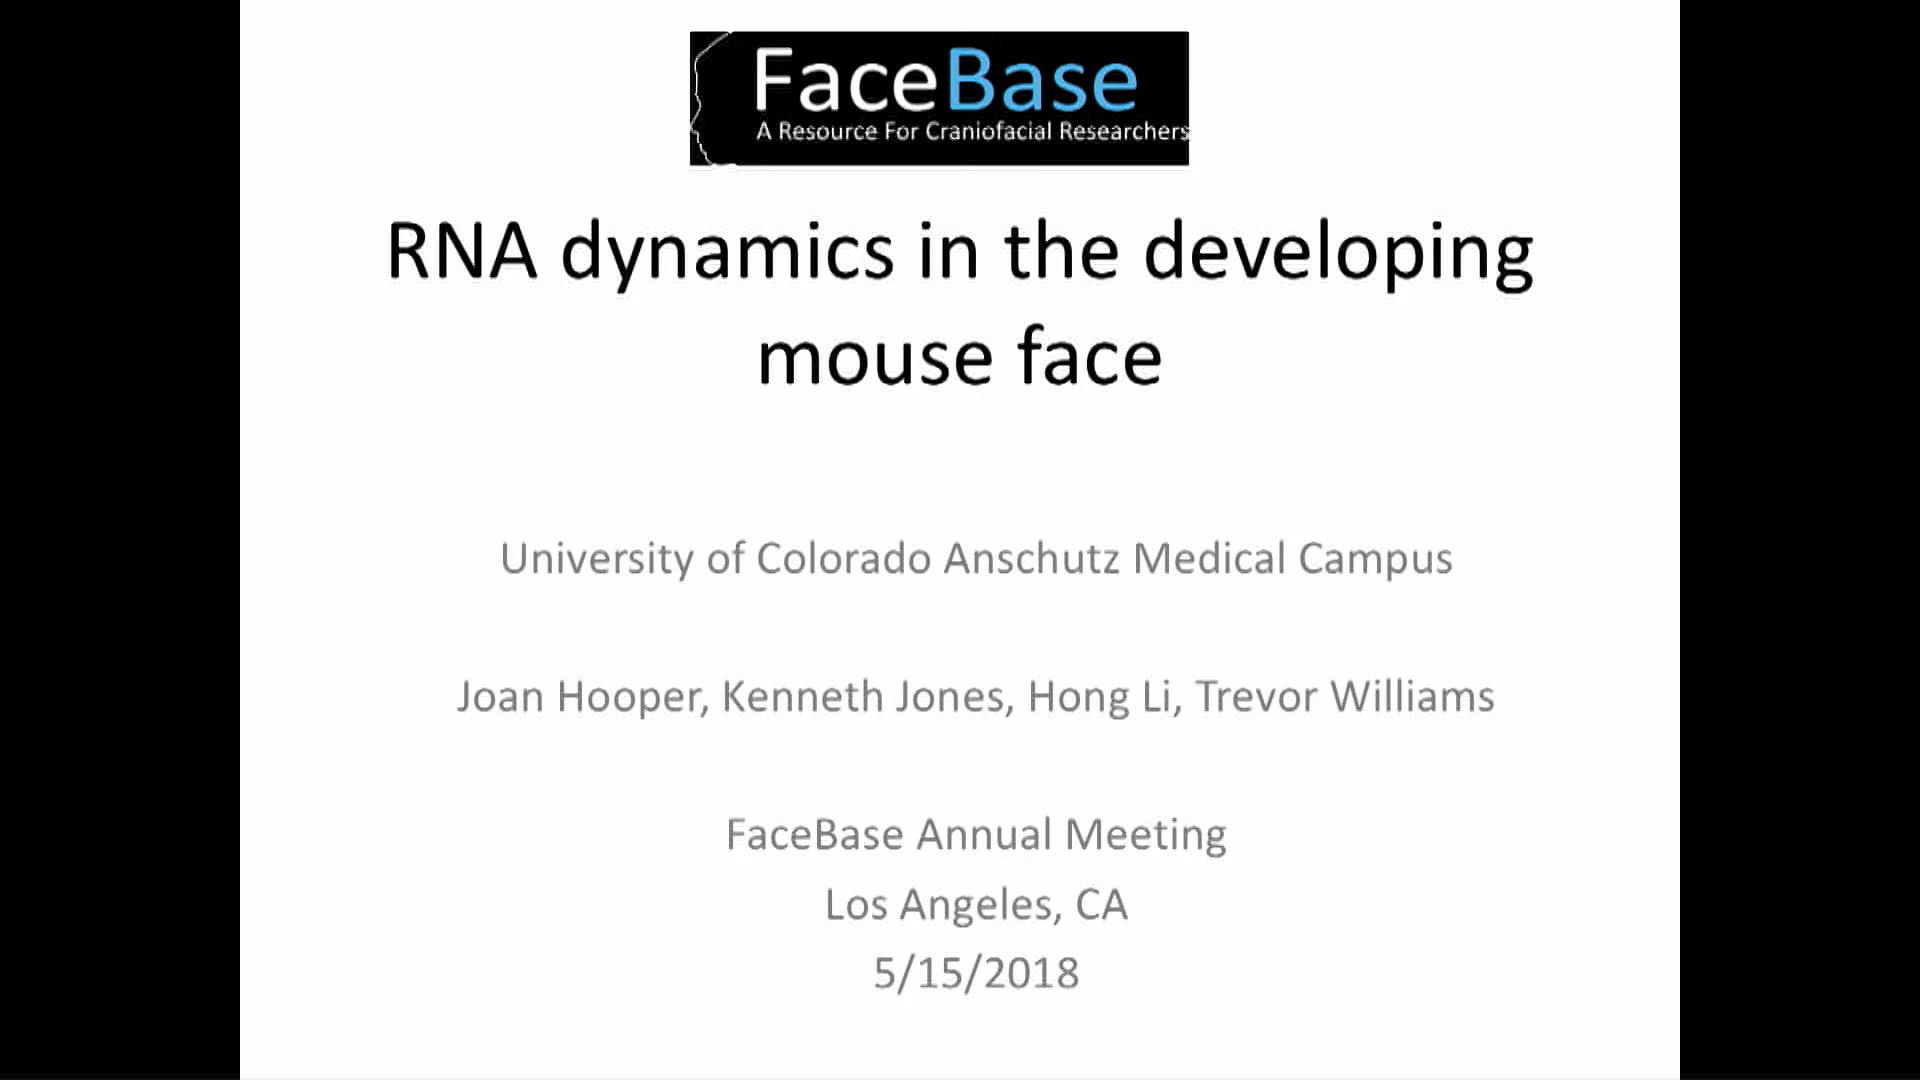 FaceBase
A Resource For Craniofacial Researchers
RNA dynamics in the developing
mouse face
University of Colorado Anschutz Medical Campus
Joan Hooper, Kenneth Jones, Hong Li, Trevor Williams
FaceBase Annual Meeting
Los Angeles, CA
5/15/2018